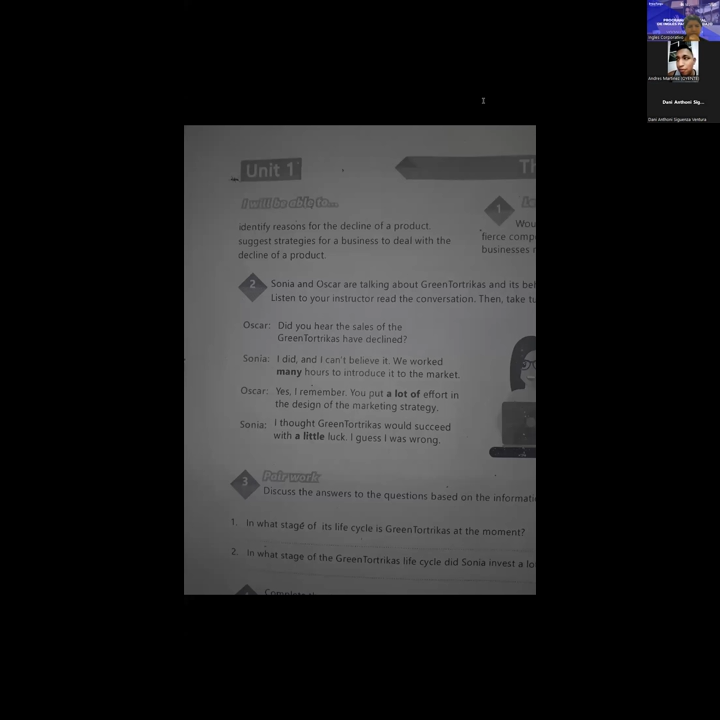 Unit 1
I will be able to...
identify reasons for the decline of a product.
suggest strategies for a business to deal with the
decline of a product.
1
fierce
businesses
2
Sonia and Oscar are talking about GreenTortrikas and its
Listen to your instructor read the conversation. Then, take
Oscar: Did you hear the sales of the
GreenTortrikas have declined?
Sonia: I did, and I can't believe it. We worked
many hours to introduce it to the market.
Oscar: Yes, I remember. You put a lot of effort in
the design of the marketing strategy.
Sonia: I thought GreenTortrikas would succeed
with a little luck. I guess I was wrong.
3
Pair work
Discuss the answers to the questions based on the
1. In what stage of its life cycle is GreenTortrikas at the moment?
2. In what stage of the GreenTortrikas life cycle did Sonia invest a
Ingles Corporativo
Andres Martinez (OYENTE)
Dani Anthoni Sig...
Dani Anthoni Siguenza Ventura